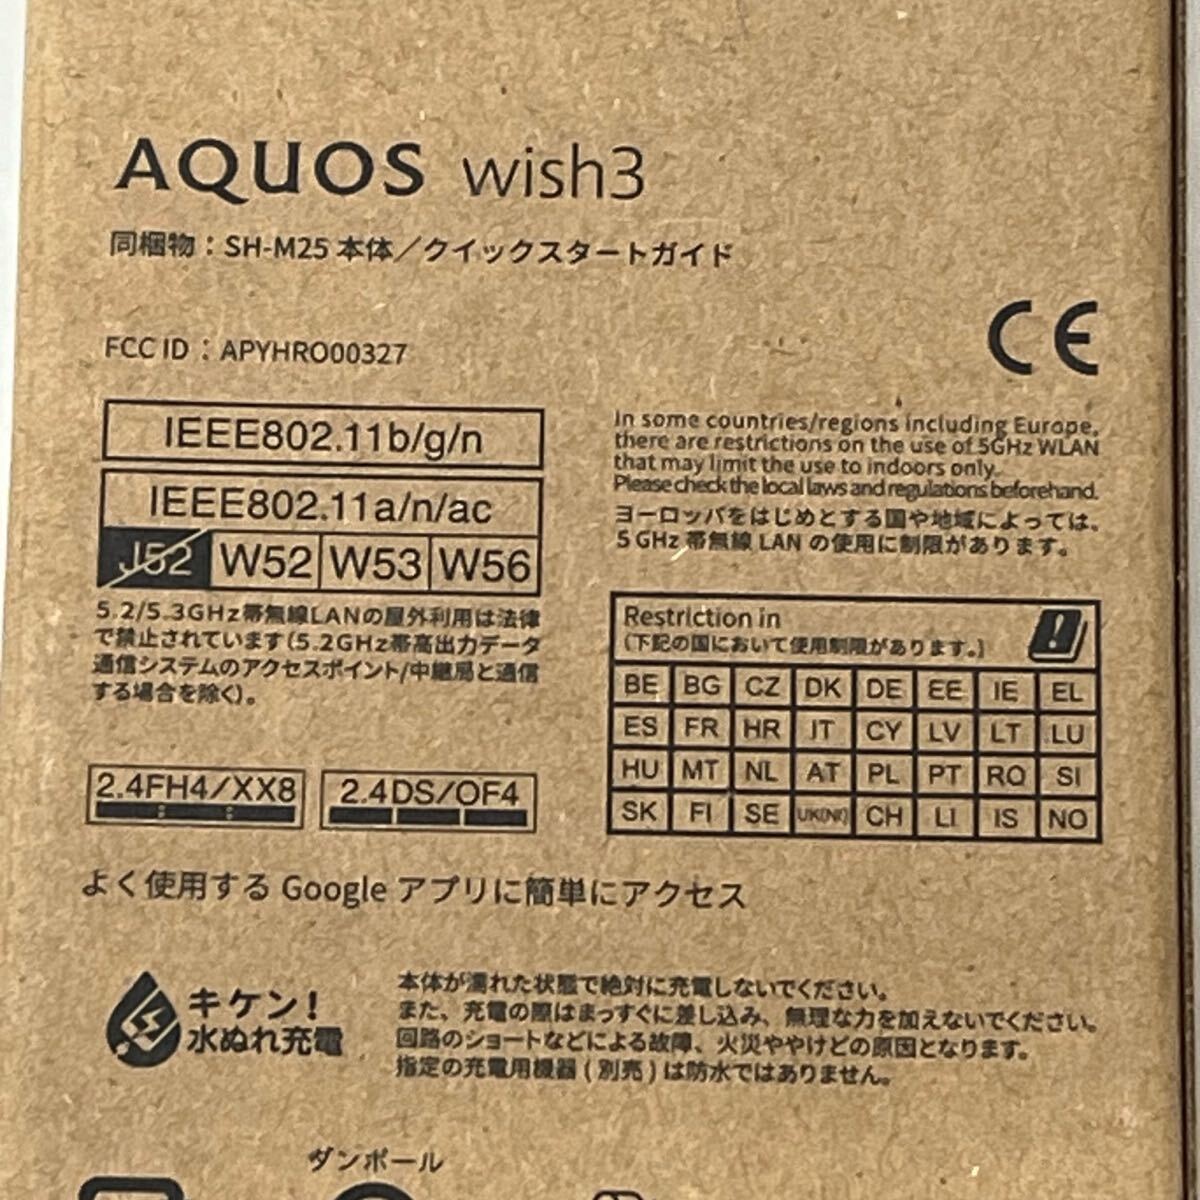 AQUOS wish3
同梱物：SH-M25 本体／クイックスタートガイド
FCC ID：APYHRO00327
CE
IEEE802.11b/g/n
IEEE802.11a/n/ac
J52 W52 W53 W56
5.2/5.3GHz帯無線LANの屋外利用は法律
で禁止されています(5.2GHz帯高出力データ
通信システムのアクセスポイント/中継局と通信
する場合を除く)。
2.4FH4/XX8 2.4DS/OF4
In some countries/regions including Europe,
there are restrictions on the use of 5GHz WLAN
that may limit the use to indoors only.
Please check the local laws and regulations beforehand.
ヨーロッパをはじめとする国や地域によっては、
5GHz 帯無線 LAN の使用に制限があります。
Restriction in
(下記の国において使用制限があります。)
BE BG CZ DK DE EE IE EL
ES FR HR IT CY LV LT LU
HU MT NL AT PL PT RO SI
SK FI SE UK(NI) CH LI IS NO
よく使用する Google アプリに簡単にアクセス
キケン！
水ぬれ充電
本体が濡れた状態で絶対に充電しないでください。
また、充電の際はまっすぐに差し込み、無理な力を加えないでください。
回路のショートなどによる故障、火災ややけどの原因となります。
指定の充電用機器(別売)は防水ではありません。
ダンボール